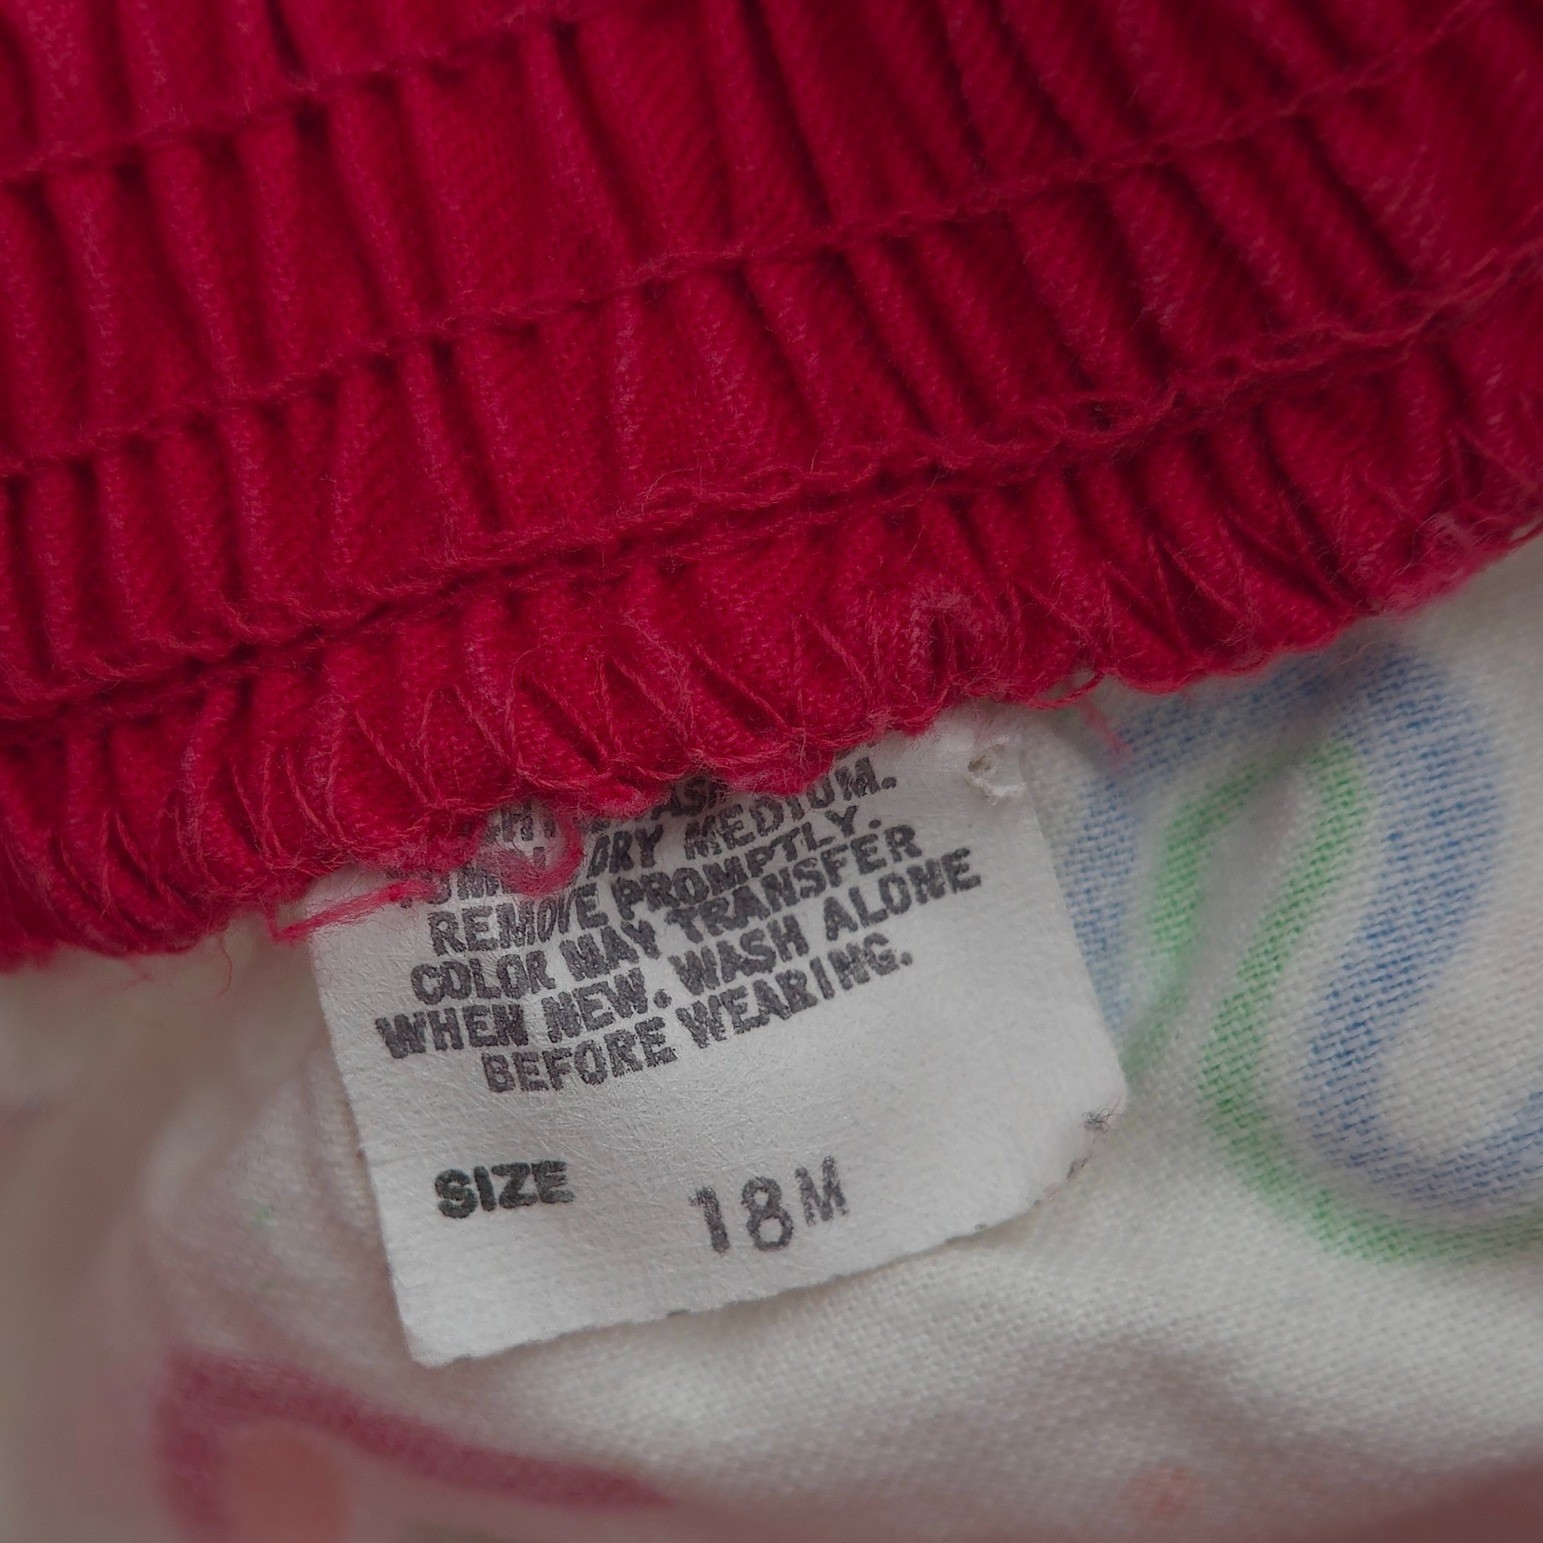 DRY MEDIUM.
REMOVE PROMPTLY.
COLOR MAY TRANSFER
WHEN NEW. WASH ALONE
BEFORE WEARING.
SIZE 18M